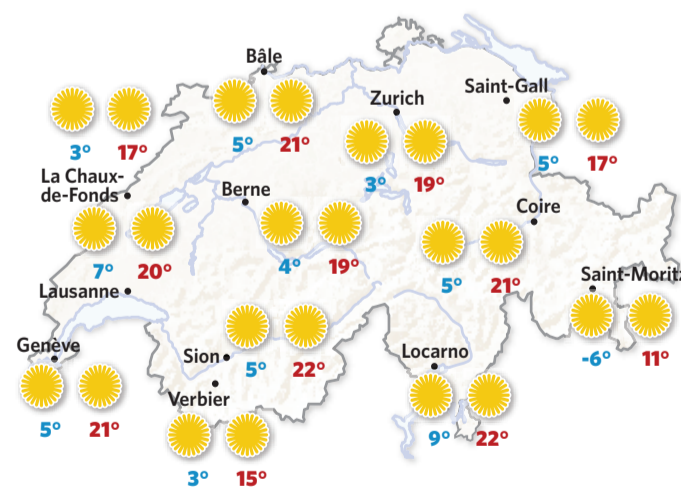 Bâle
5° 21°
Zurich
3° 19°
Saint-Gall
5° 17°
3° 17°
La Chaux-
de-Fonds
Berne
4° 19°
Coire
5° 21°
7° 20°
Lausanne
Saint-Moritz
-6° 11°
Genève
5° 21°
Sion
5° 22°
Verbier
3° 15°
Locarno
9° 22°